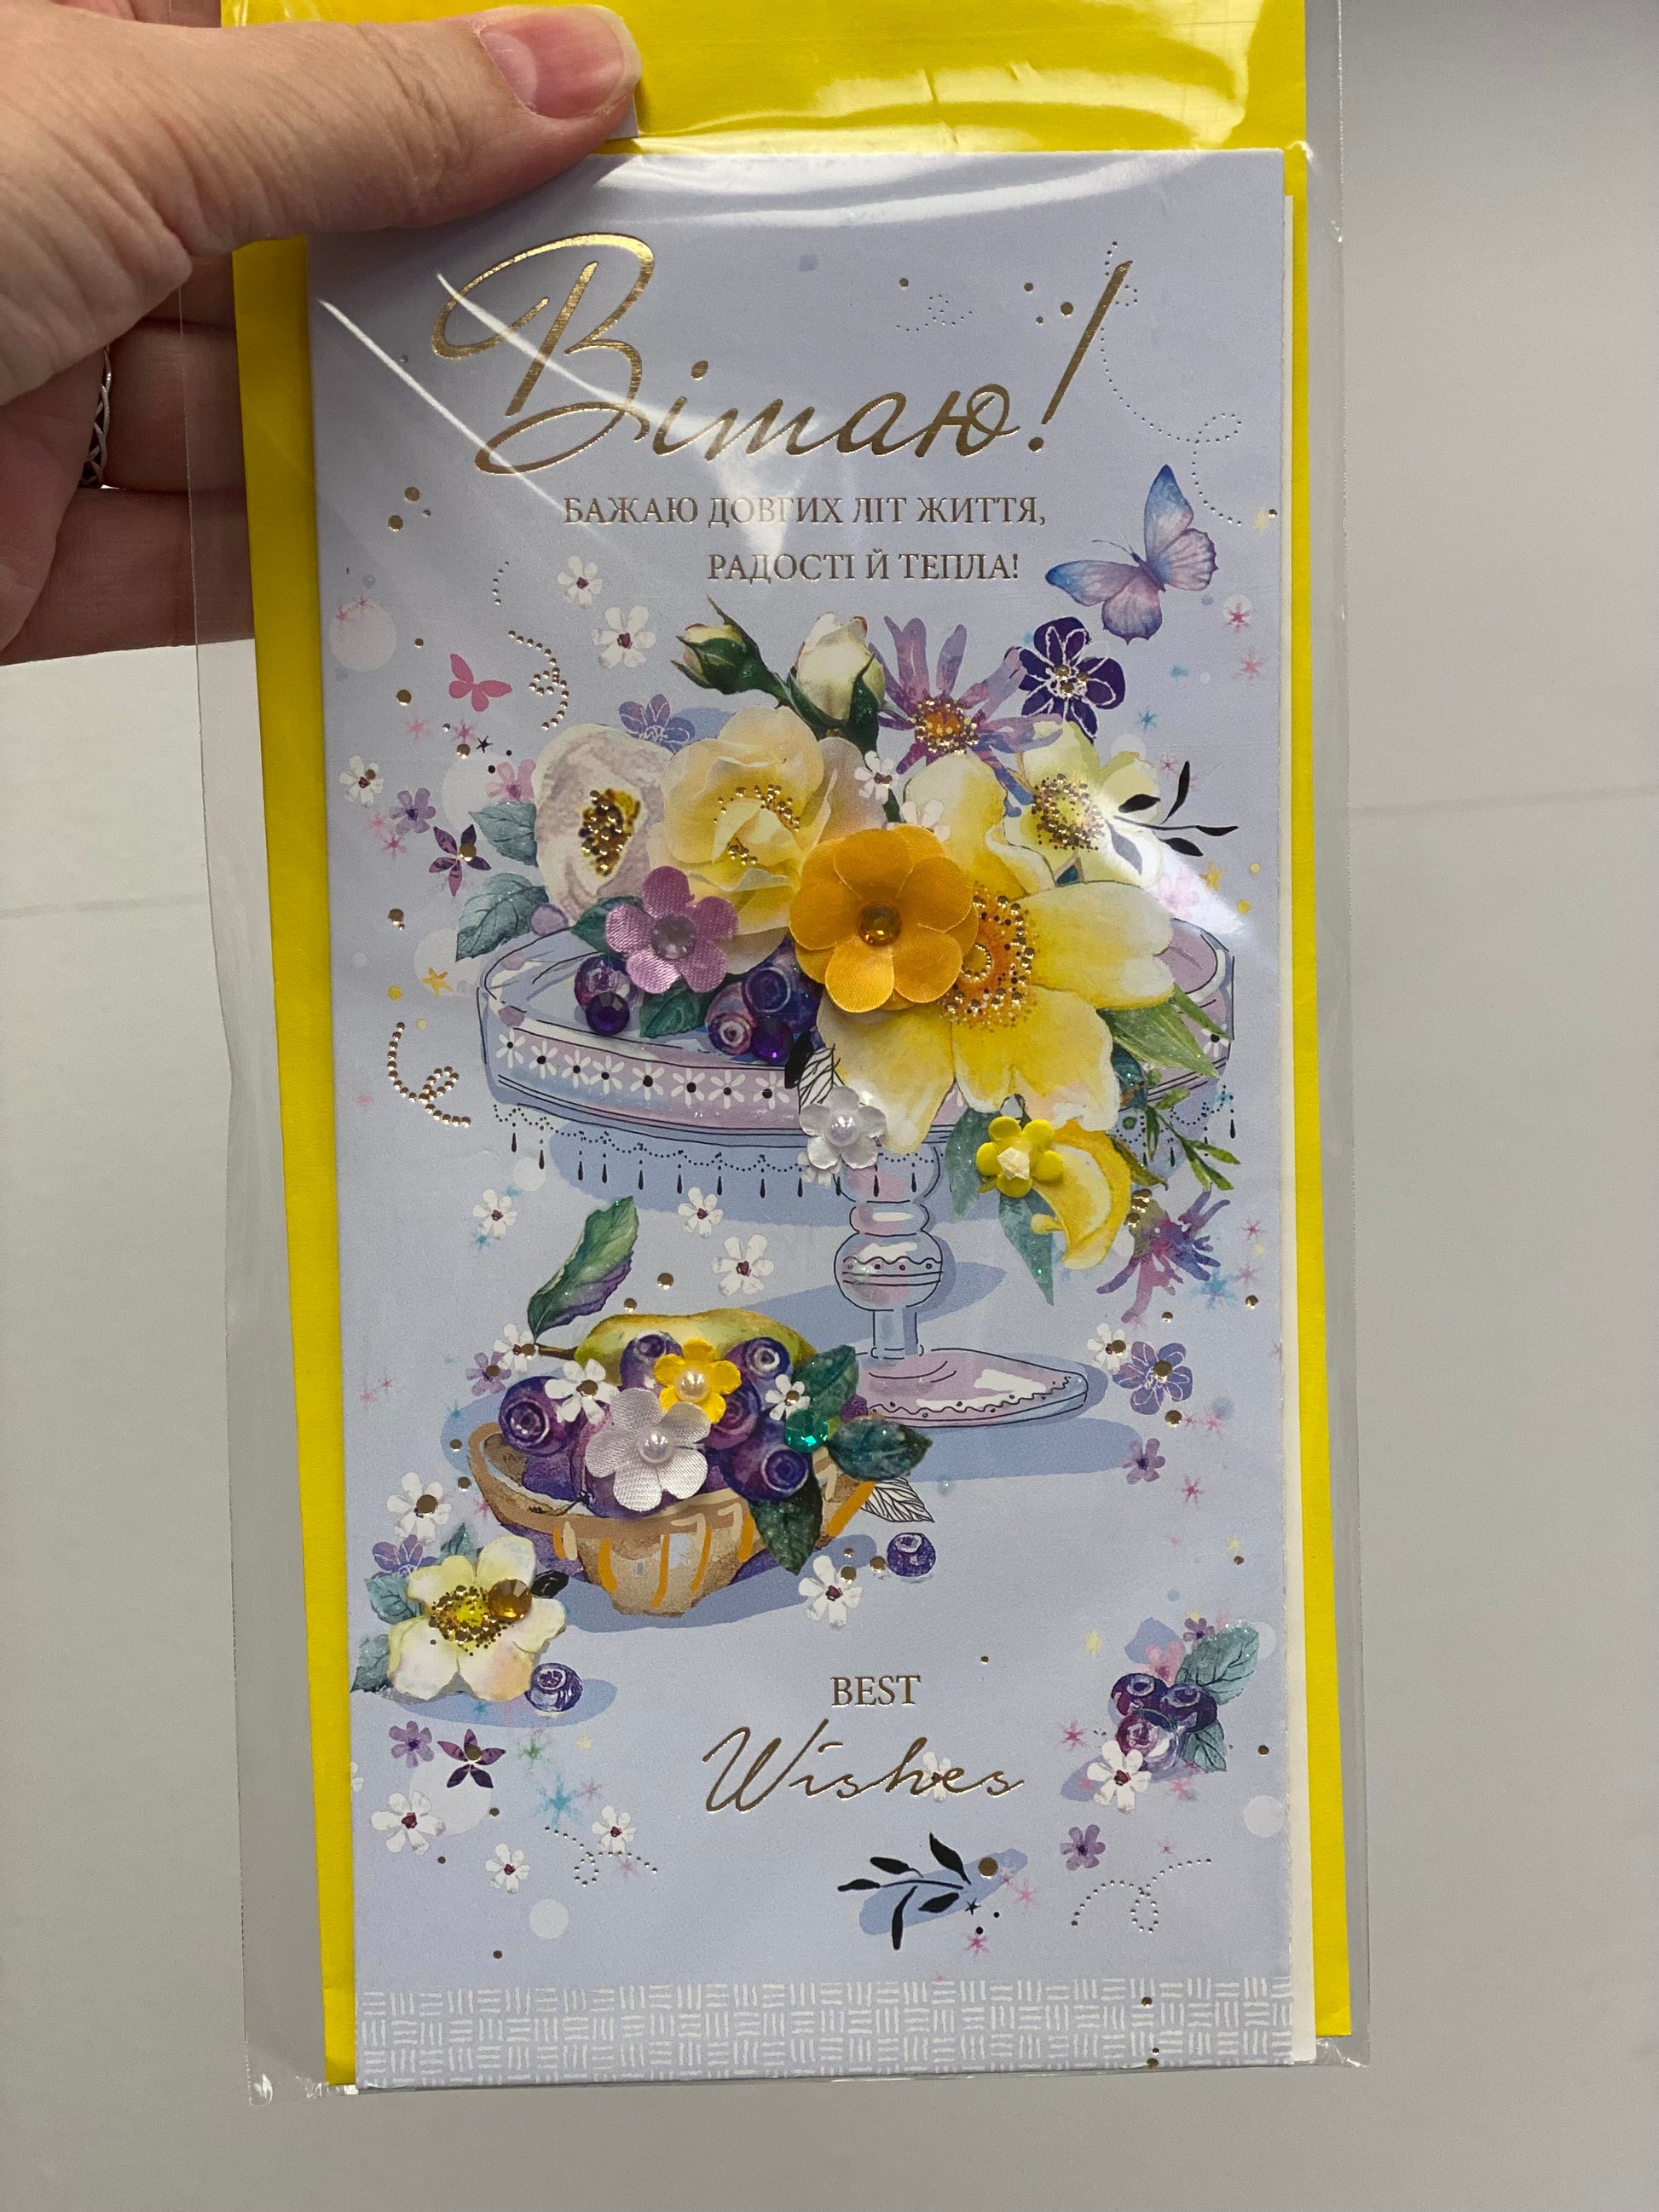 Вітаю!
БАЖАЮ ДОВГИХ ЛІТ ЖИТТЯ,
РАДОСТІ Й ТЕПЛА!
BEST
Wishes